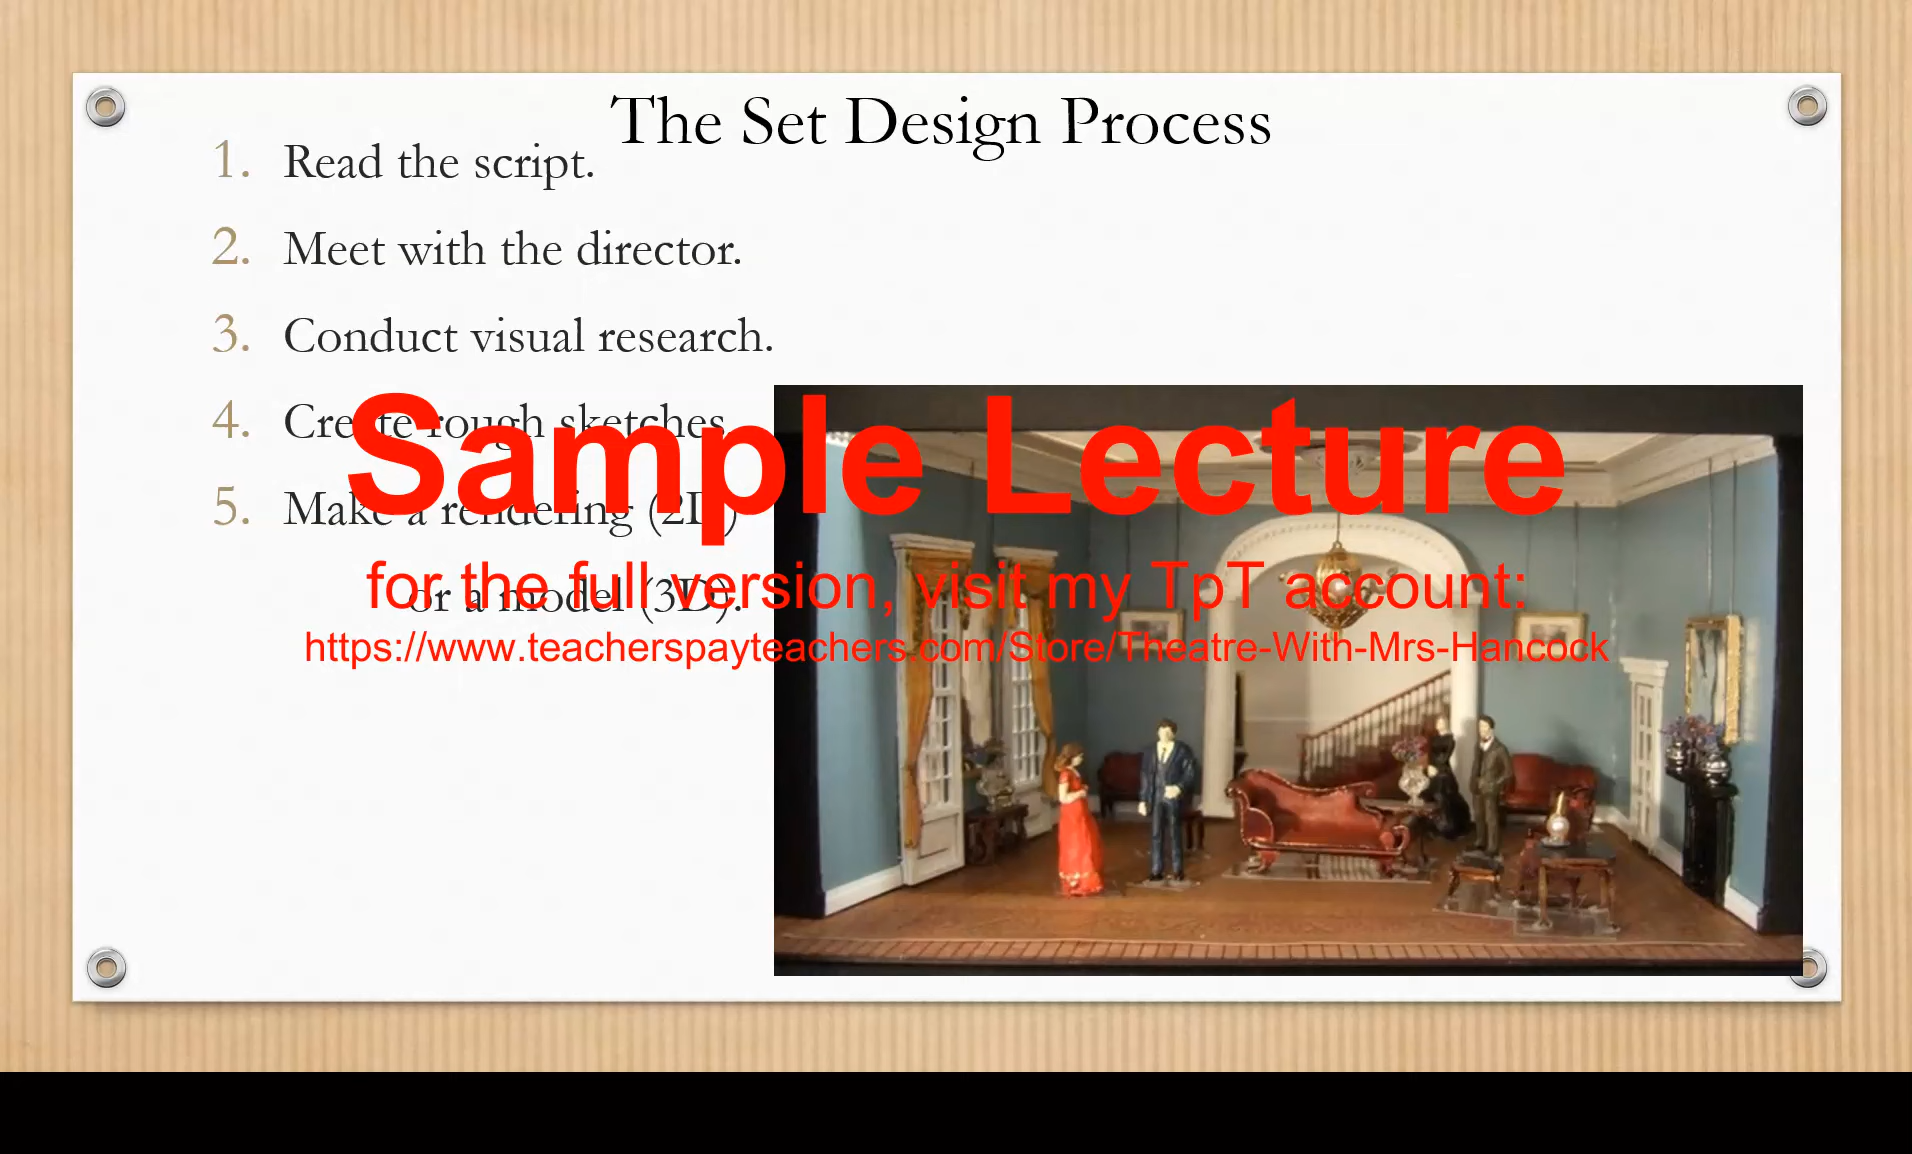 The Set Design Process
1. Read the script.
2. Meet with the director.
3. Conduct visual research.
4. Create rough sketches.
5. Make a rendering (2D)
or a model (3D).
Sample Lecture
for the full version, visit my TpT account:
https://www.teacherspayteachers.com/Store/Theatre-With-Mrs-Hancock